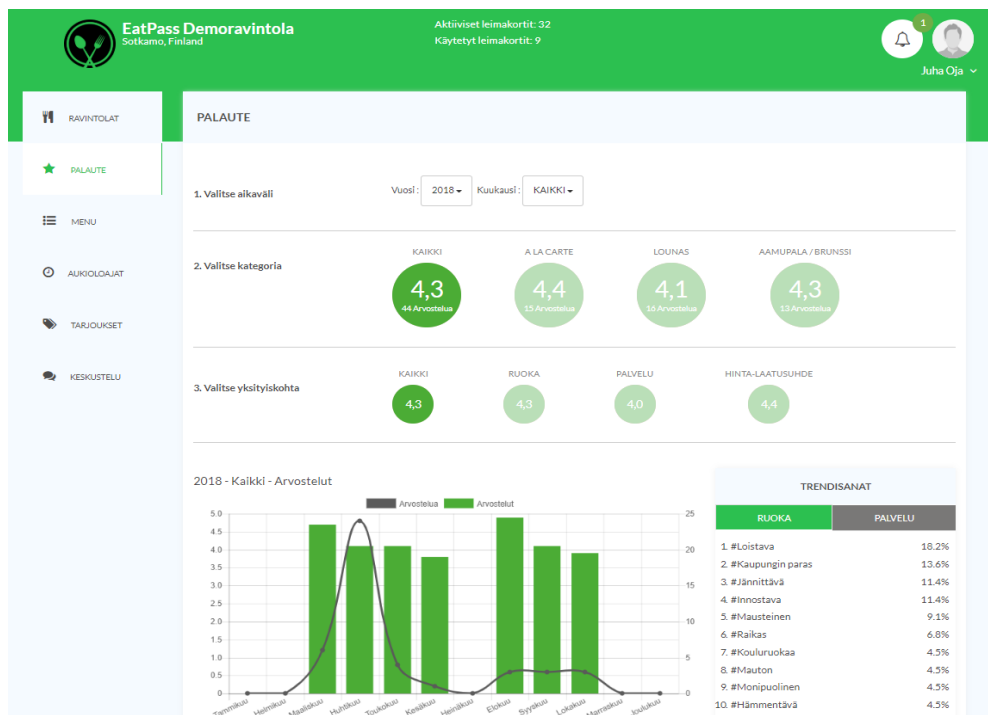 EatPass Demoravintola
Sotkamo, Finland
Aktiiviset leimakortit: 32
Käytetyt leimakortit: 9
1
Juha Oja
RAVINTOLAT
PALAUTE
MENU
AUKIOLOAJAT
TARJOUKSET
KESKUSTELU
PALAUTE
1. Valitse aikaväli
Vuosi : 2018 Kuukausi : KAIKKI
2. Valitse kategoria
KAIKKI A LA CARTE LOUNAS AAMUPALA / BRUNSSI
4,3 4,4 4,1 4,3
44 Arvostelua 15 Arvostelua 16 Arvostelua 13 Arvostelua
3. Valitse yksityiskohta
KAIKKI RUOKA PALVELU HINTA-LAATUSUHDE
4,3 4,3 4,0 4,4
2018 - Kaikki - Arvostelut
Arvostelua Arvostelut
5.0 25
4.5
4.0 20
3.5
3.0 15
2.5
2.0 10
1.5
1.0 5
0.5
0 0
Tammikuu Helmikuu Maaliskuu Huhtikuu Toukokuu Kesäkuu Heinäkuu Elokuu Syyskuu Lokakuu Marraskuu Joulukuu
TRENDISANAT
RUOKA PALVELU
1. #Loistava 18.2%
2. #Kaupungin paras 13.6%
3. #Jännittävä 11.4%
4. #Innostava 11.4%
5. #Mausteinen 9.1%
6. #Raikas 6.8%
7. #Kouluruokaa 4.5%
8. #Mauton 4.5%
9. #Monipuolinen 4.5%
10. #Hämmentävä 4.5%